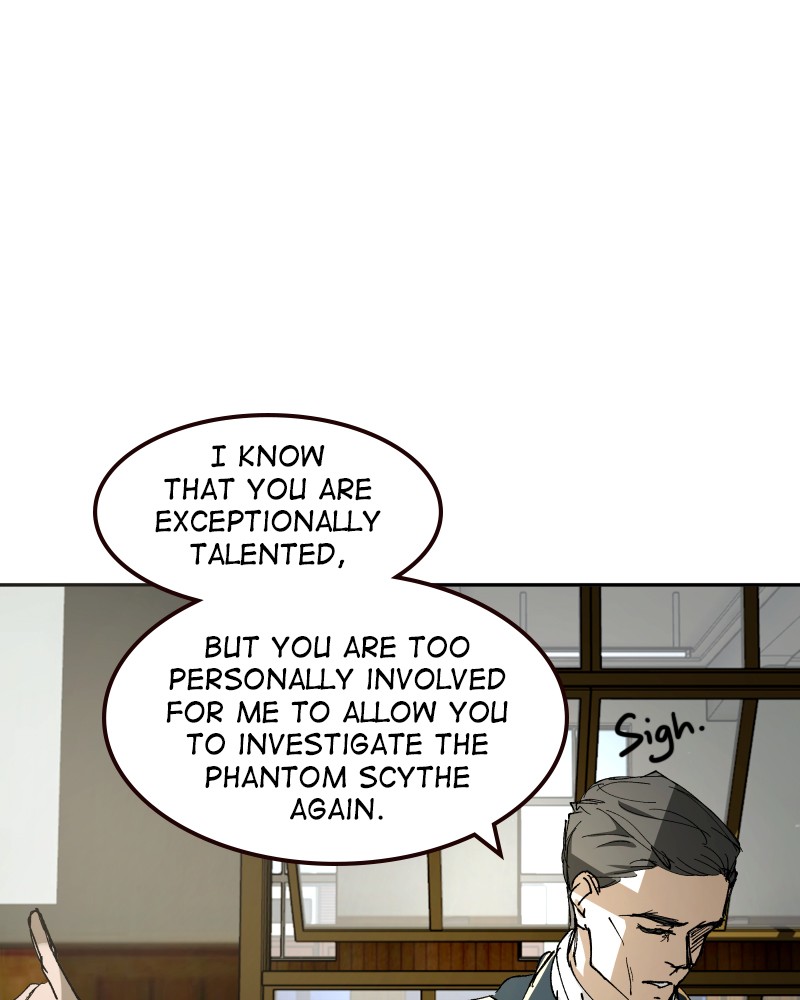 I KNOW
THAT YOU ARE
EXCEPTIONALLY
TALENTED,
BUT YOU ARE TOO
PERSONALLY INVOLVED
FOR ME TO ALLOW YOU
TO INVESTIGATE THE
PHANTOM SCYTHE
AGAIN.
Sigh.